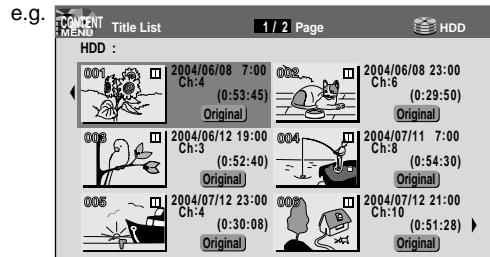 e.g.
CONTENT MENU Title List 1 / 2 Page HDD
HDD :
001 2004/06/08 7:00
Ch:4
(0:53:45)
Original
002 2004/06/08 23:00
Ch:6
(0:29:50)
Original
003 2004/06/12 19:00
Ch:3
(0:52:40)
Original
004 2004/07/11 7:00
Ch:8
(0:54:30)
Original
005 2004/07/12 23:00
Ch:4
(0:30:08)
Original
006 2004/07/12 21:00
Ch:10
(0:51:28)
Original